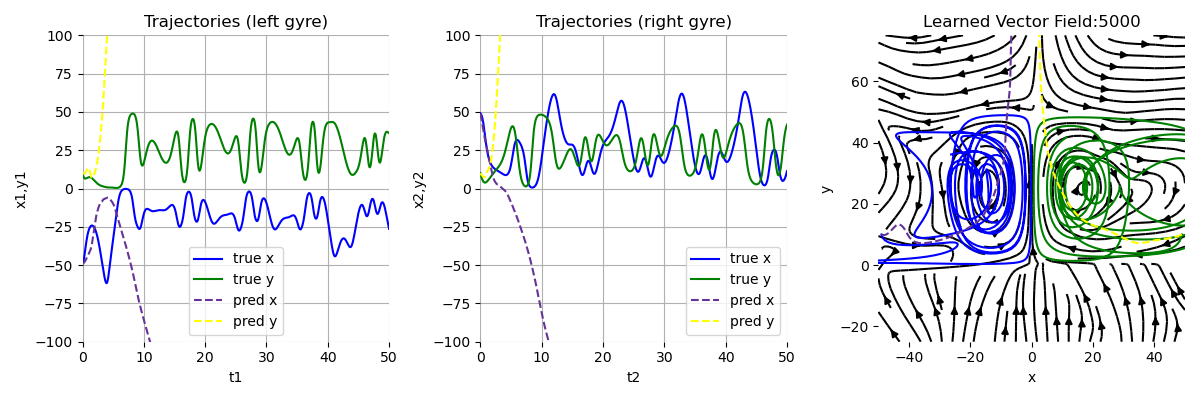 Trajectories (left gyre)
x1,y1
100
75
50
25
0
−25
−50
−75
−100
0
10
20
30
40
50
t1
true x
true y
pred x
pred y
Trajectories (right gyre)
x2,y2
100
75
50
25
0
−25
−50
−75
−100
0
10
20
30
40
50
t2
true x
true y
pred x
pred y
Learned Vector Field:5000
y
60
40
20
0
−20
−40
−20
0
20
40
x